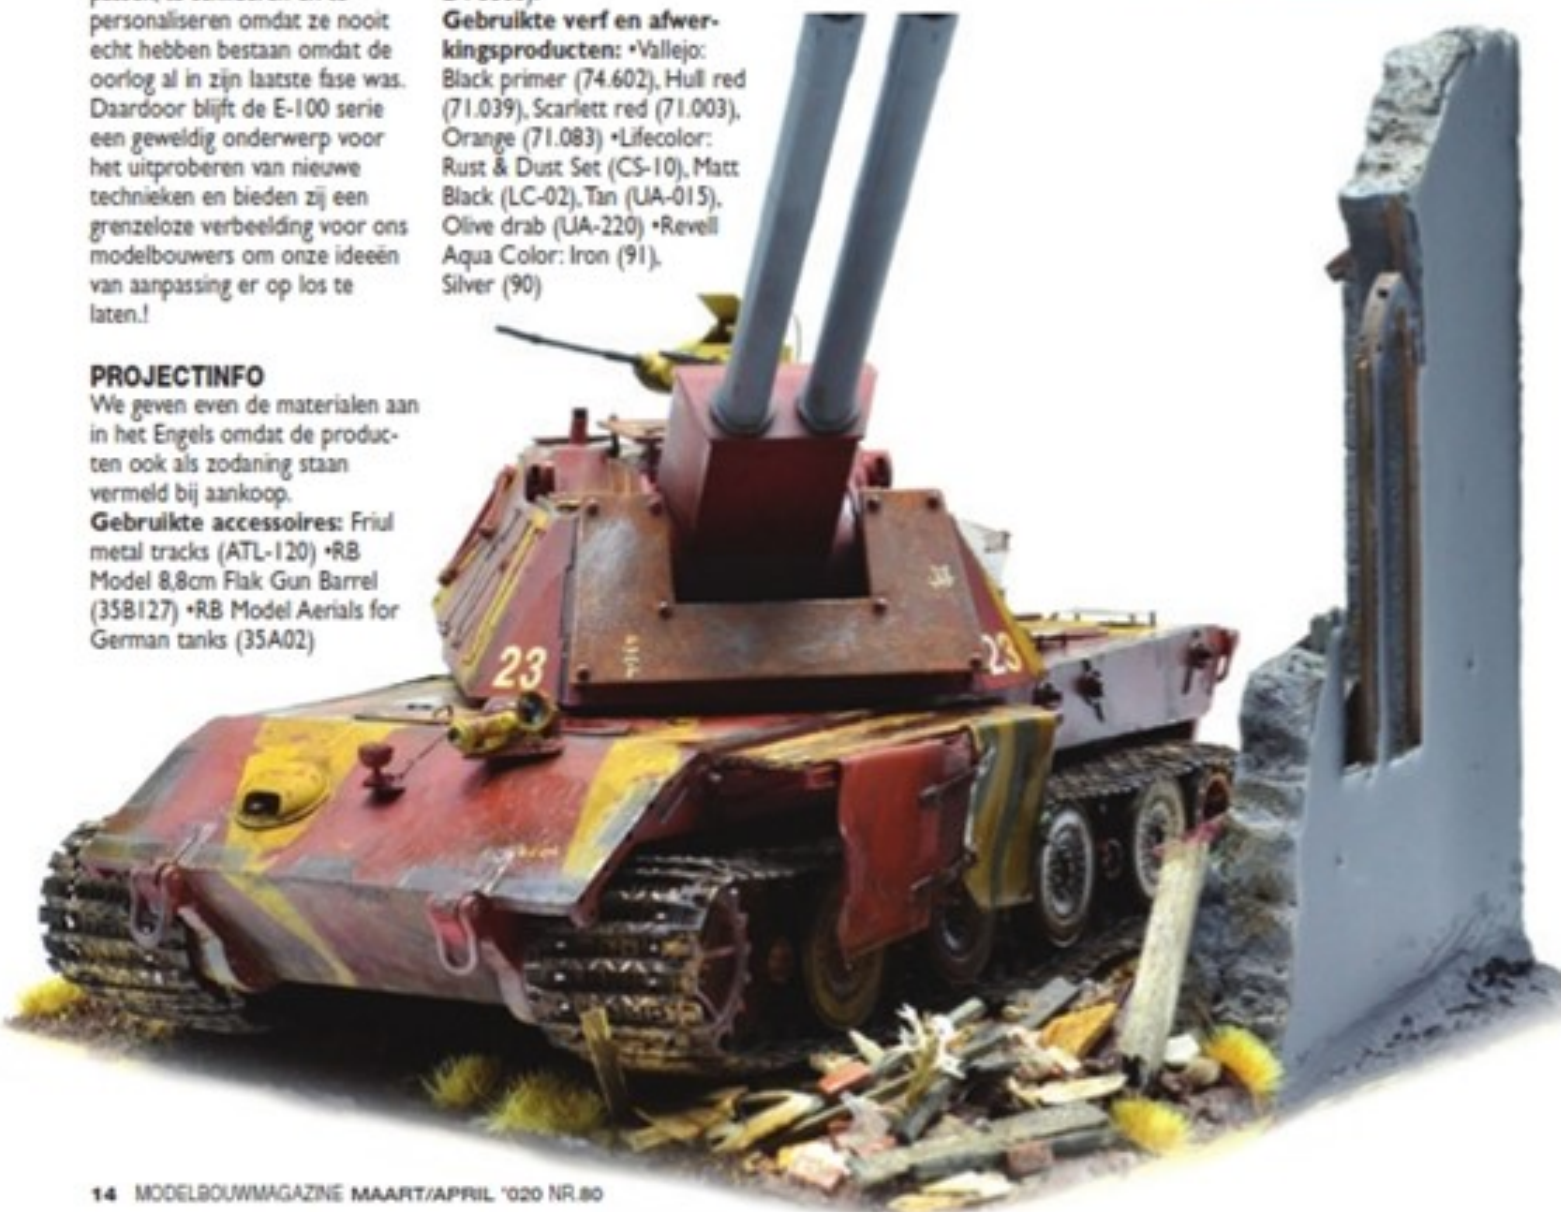 personaliseren omdat ze nooit
echt hebben bestaan omdat de
oorlog al in zijn laatste fase was.
Daardoor blijft de E-100 serie
een geweldig onderwerp voor
het uitproberen van nieuwe
technieken en bieden zij een
grenzeloze verbeelding voor ons
modelbouwers om onze ideeën
van aanpassing er op los te
laten.!
PROJECTINFO
We geven even de materialen aan
in het Engels omdat de produc-
ten ook als zodaning staan
vermeld bij aankoop.
Gebruikte accessoires: Friul
metal tracks (ATL-120) •RB
Model 8,8cm Flak Gun Barrel
(35B127) •RB Model Aerials for
German tanks (35A02)
Gebruikte verf en afwer-
kingsproducten: •Vallejo:
Black primer (74.602), Hull red
(71.039), Scarlett red (71.003),
Orange (71.083) •Lifecolor:
Rust & Dust Set (CS-10), Matt
Black (LC-02), Tan (UA-015),
Olive drab (UA-220) •Revell
Aqua Color: Iron (91),
Silver (90)
23
23
14 MODELBOUWMAGAZINE MAART/APRIL '020 NR.80